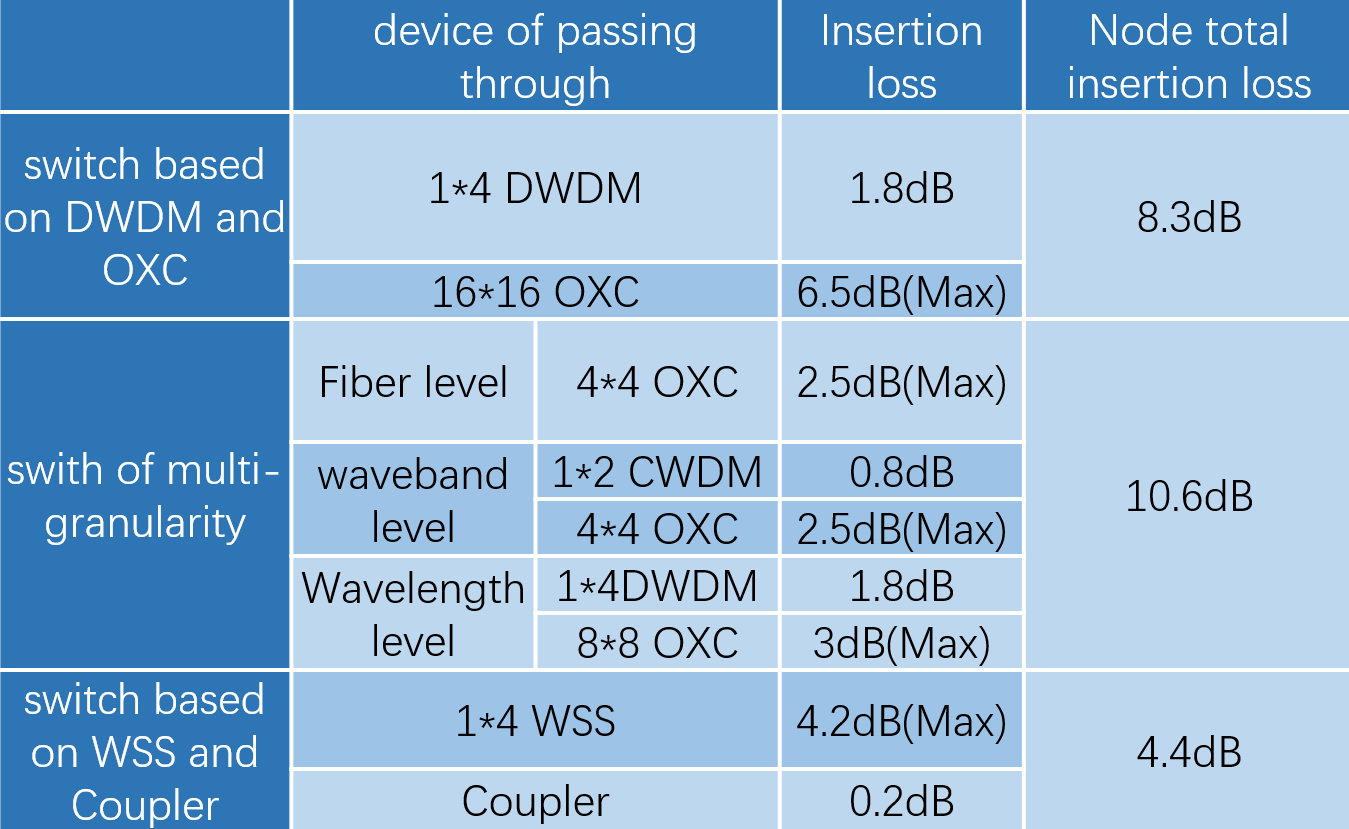 device of passing
through
Insertion
loss
Node total
insertion loss
switch based
on DWDM and
OXC
1*4 DWDM
1.8dB
8.3dB
16*16 OXC
6.5dB(Max)
swith of multi-
granularity
Fiber level
4*4 OXC
2.5dB(Max)
10.6dB
waveband
level
1*2 CWDM
0.8dB
4*4 OXC
2.5dB(Max)
Wavelength
level
1*4DWDM
1.8dB
8*8 OXC
3dB(Max)
switch based
on WSS and
Coupler
1*4 WSS
4.2dB(Max)
4.4dB
Coupler
0.2dB